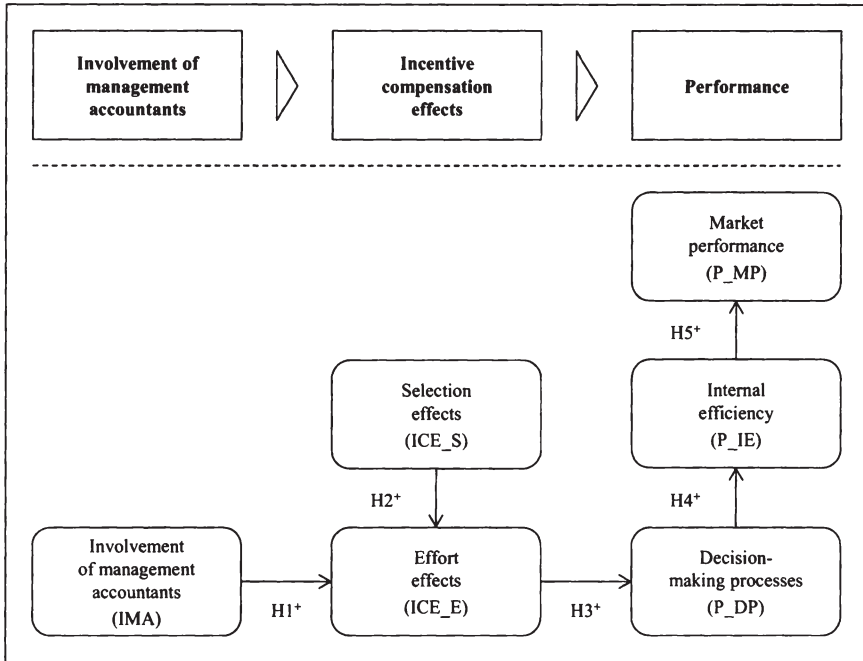 Involvement of
management
accountants
Incentive
compensation
effects
Performance
Market
performance
(P_MP)
H5+
Selection
effects
(ICE_S)
Internal
efficiency
(P_IE)
H2+
H4+
Involvement
of management
accountants
(IMA)
H1+
Effort
effects
(ICE_E)
H3+
Decision-
making processes
(P_DP)